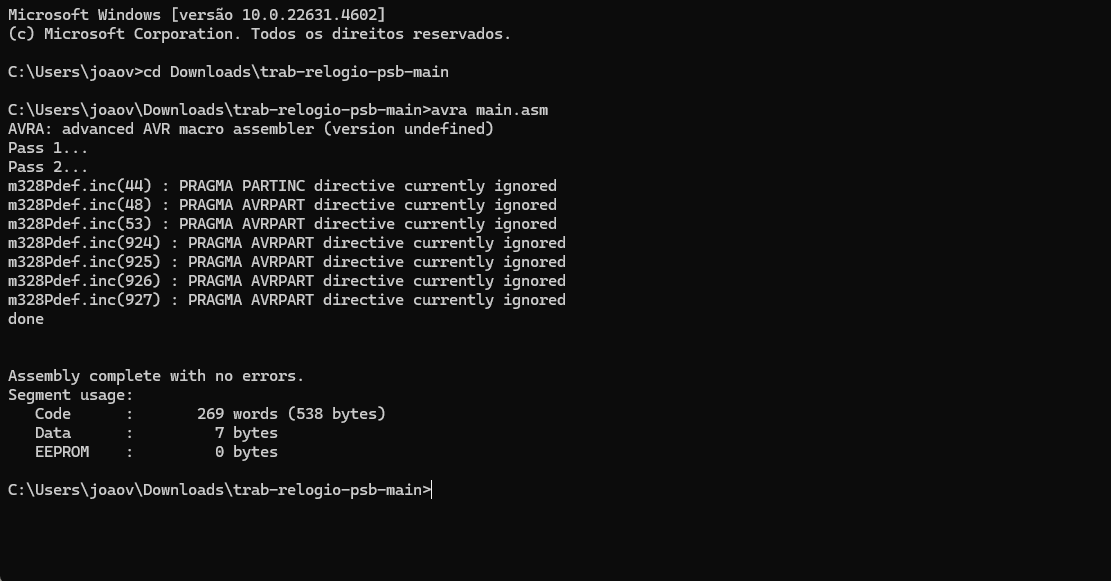 Microsoft Windows [versão 10.0.22631.4602]
(c) Microsoft Corporation. Todos os direitos reservados.
C:\Users\joaov>cd Downloads\trab-relogio-psb-main
C:\Users\joaov\Downloads\trab-relogio-psb-main>avra main.asm
AVRA: advanced AVR macro assembler (version undefined)
Pass 1...
Pass 2...
m328Pdef.inc(44) : PRAGMA PARTINC directive currently ignored
m328Pdef.inc(48) : PRAGMA AVRPART directive currently ignored
m328Pdef.inc(53) : PRAGMA AVRPART directive currently ignored
m328Pdef.inc(924) : PRAGMA AVRPART directive currently ignored
m328Pdef.inc(925) : PRAGMA AVRPART directive currently ignored
m328Pdef.inc(926) : PRAGMA AVRPART directive currently ignored
m328Pdef.inc(927) : PRAGMA AVRPART directive currently ignored
done
Assembly complete with no errors.
Segment usage:
   Code      :       269 words (538 bytes)
   Data      :         7 bytes
   EEPROM    :         0 bytes
C:\Users\joaov\Downloads\trab-relogio-psb-main>